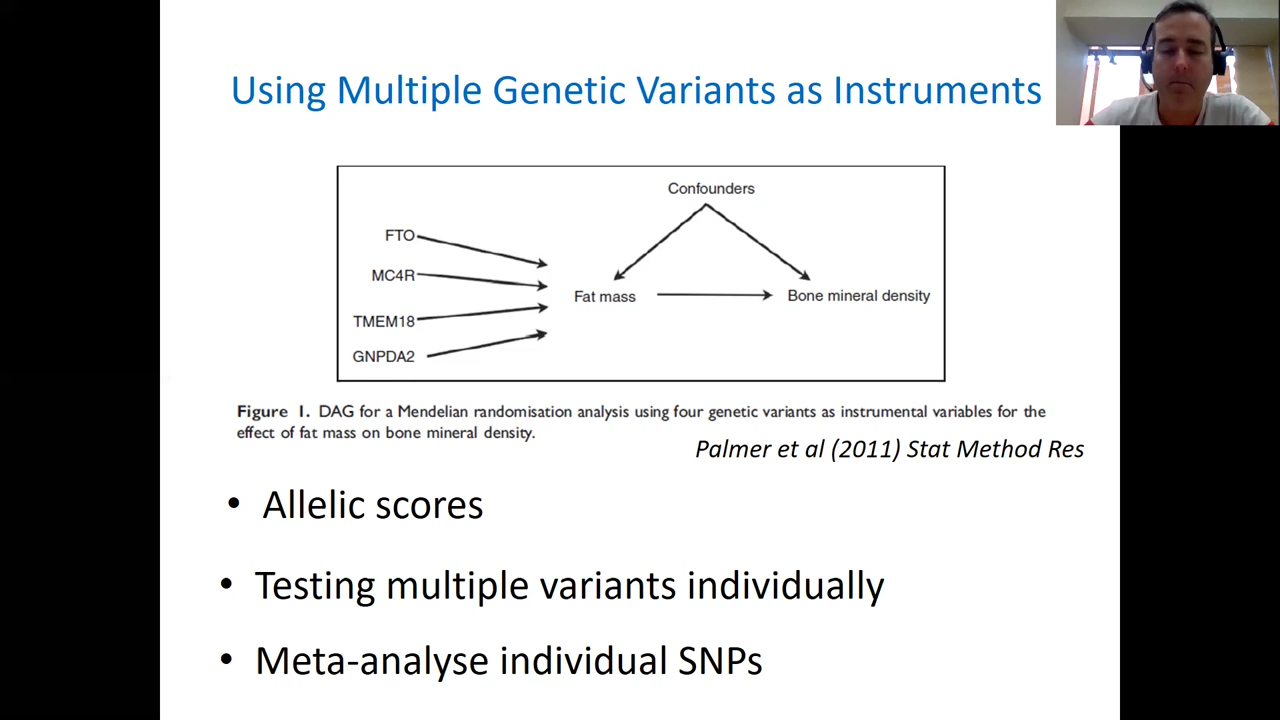 Using Multiple Genetic Variants as Instruments
Confounders
FTO
MC4R
Fat mass
Bone mineral density
TMEM18
GNPDA2
Figure 1. DAG for a Mendelian randomisation analysis using four genetic variants as instrumental variables for the
effect of fat mass on bone mineral density.
Palmer et al (2011) Stat Method Res
• Allelic scores
• Testing multiple variants individually
• Meta-analyse individual SNPs